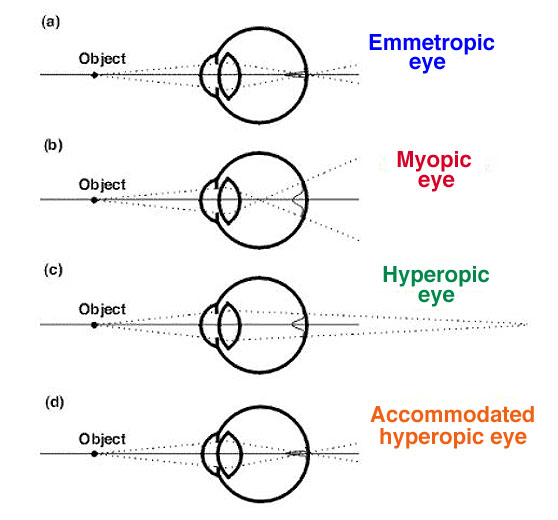 (a)
Object
Emmetropic
eye
(b)
Object
Myopic
eye
(c)
Object
Hyperopic
eye
(d)
Object
Accommodated
hyperopic eye